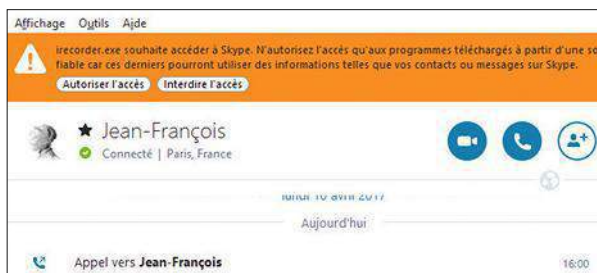 Affichage Outils Aide
irecorder.exe souhaite accéder à Skype. N'autorisez l'accès qu'aux programmes téléchargés à partir d'une
fiable car ces derniers pourront utiliser des informations telles que vos contacts ou messages sur Skype.
Autoriser l'accès Interdire l'accès
Jean-François
Connecté | Paris, France
lundi 10 avril 2017
Aujourd'hui
Appel vers Jean-François 16:00